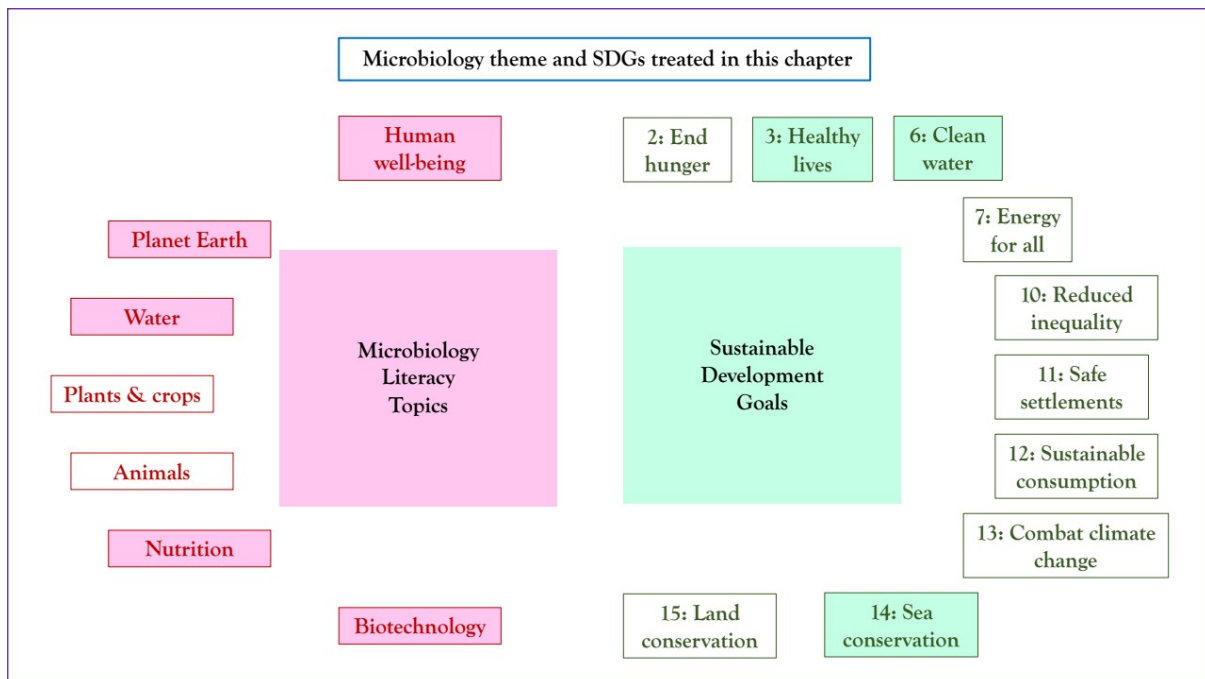 Microbiology theme and SDGs treated in this chapter
Human
well-being
Planet Earth
Water
Plants & crops
Animals
Nutrition
Biotechnology
Microbiology
Literacy
Topics
2: End
hunger
3: Healthy
lives
6: Clean
water
7: Energy
for all
10: Reduced
inequality
11: Safe
settlements
12: Sustainable
consumption
13: Combat climate
change
14: Sea
conservation
15: Land
conservation
Sustainable
Development
Goals